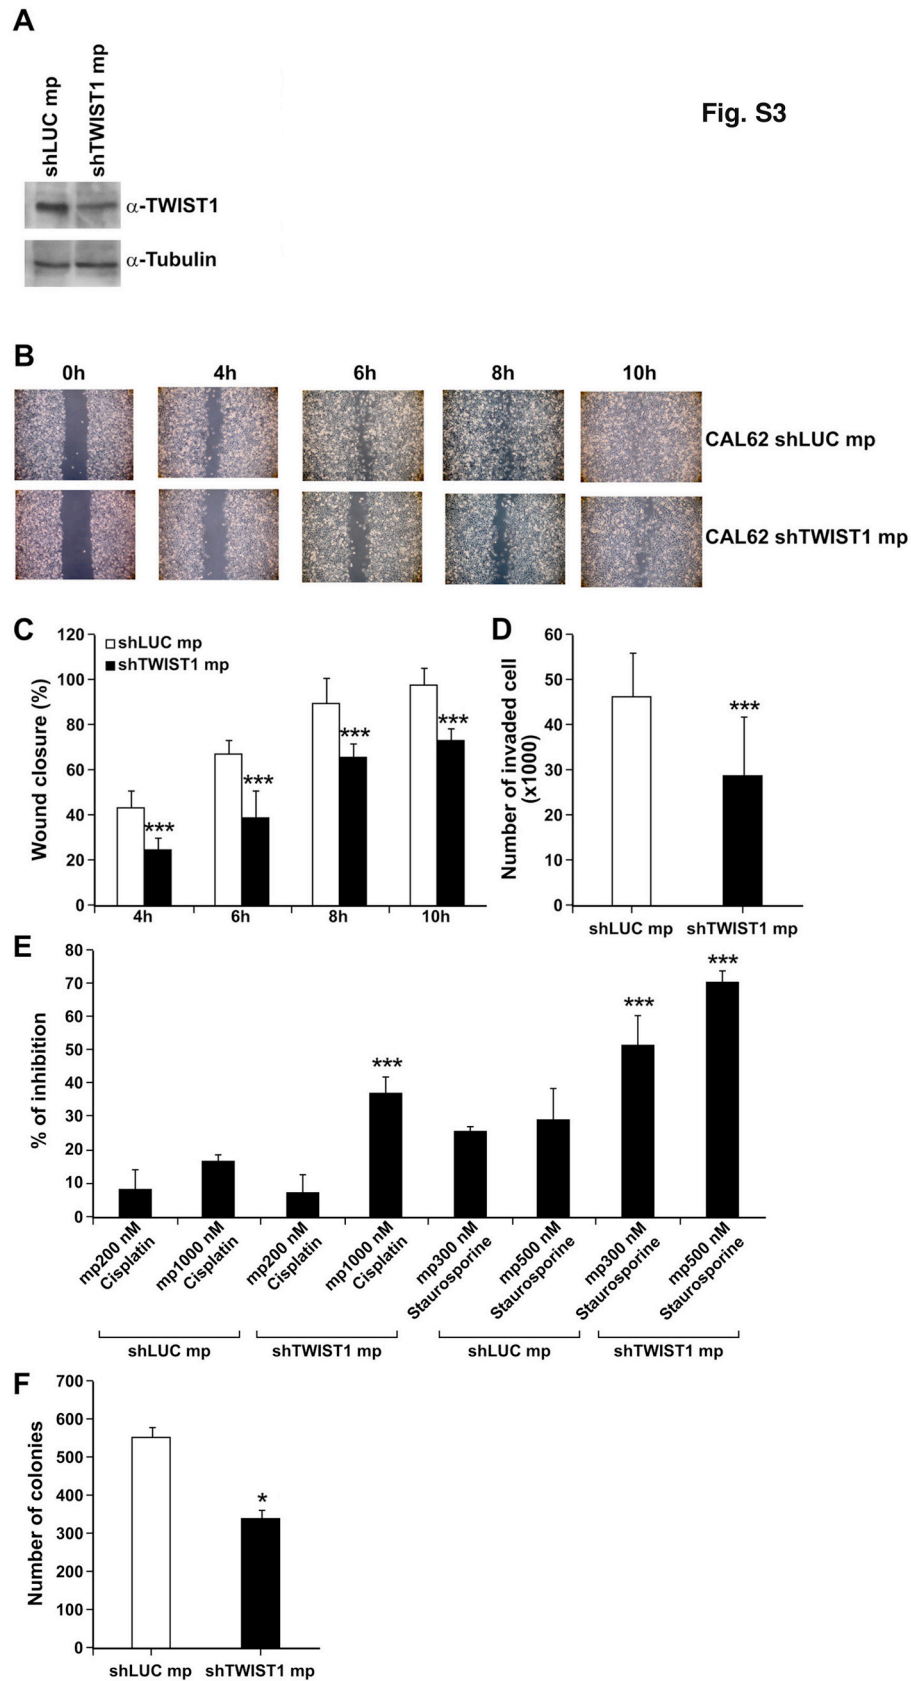 A
shLUC mp
shTWIST1 mp
Fig. S3
α-TWIST1
α-Tubulin
B
0h 4h 6h 8h 10h
CAL62 shLUC mp
CAL62 shTWIST1 mp
C
Wound closure (%)
120
100
80
60
40
20
0
shLUC mp
shTWIST1 mp
***
***
***
***
4h 6h 8h 10h
D
Number of invaded cell
(x1000)
60
50
40
30
20
10
0
***
shLUC mp shTWIST1 mp
E
% of inhibition
80
70
60
50
40
30
20
10
0
***
***
***
mp200 nM
Cisplatin
mp1000 nM
Cisplatin
mp200 nM
Cisplatin
mp1000 nM
Cisplatin
mp300 nM
Staurosporine
mp500 nM
Staurosporine
mp300 nM
Staurosporine
mp500 nM
Staurosporine
shLUC mp shTWIST1 mp shLUC mp shTWIST1 mp
F
Number of colonies
700
600
500
400
300
200
100
0
*
shLUC mp shTWIST1 mp